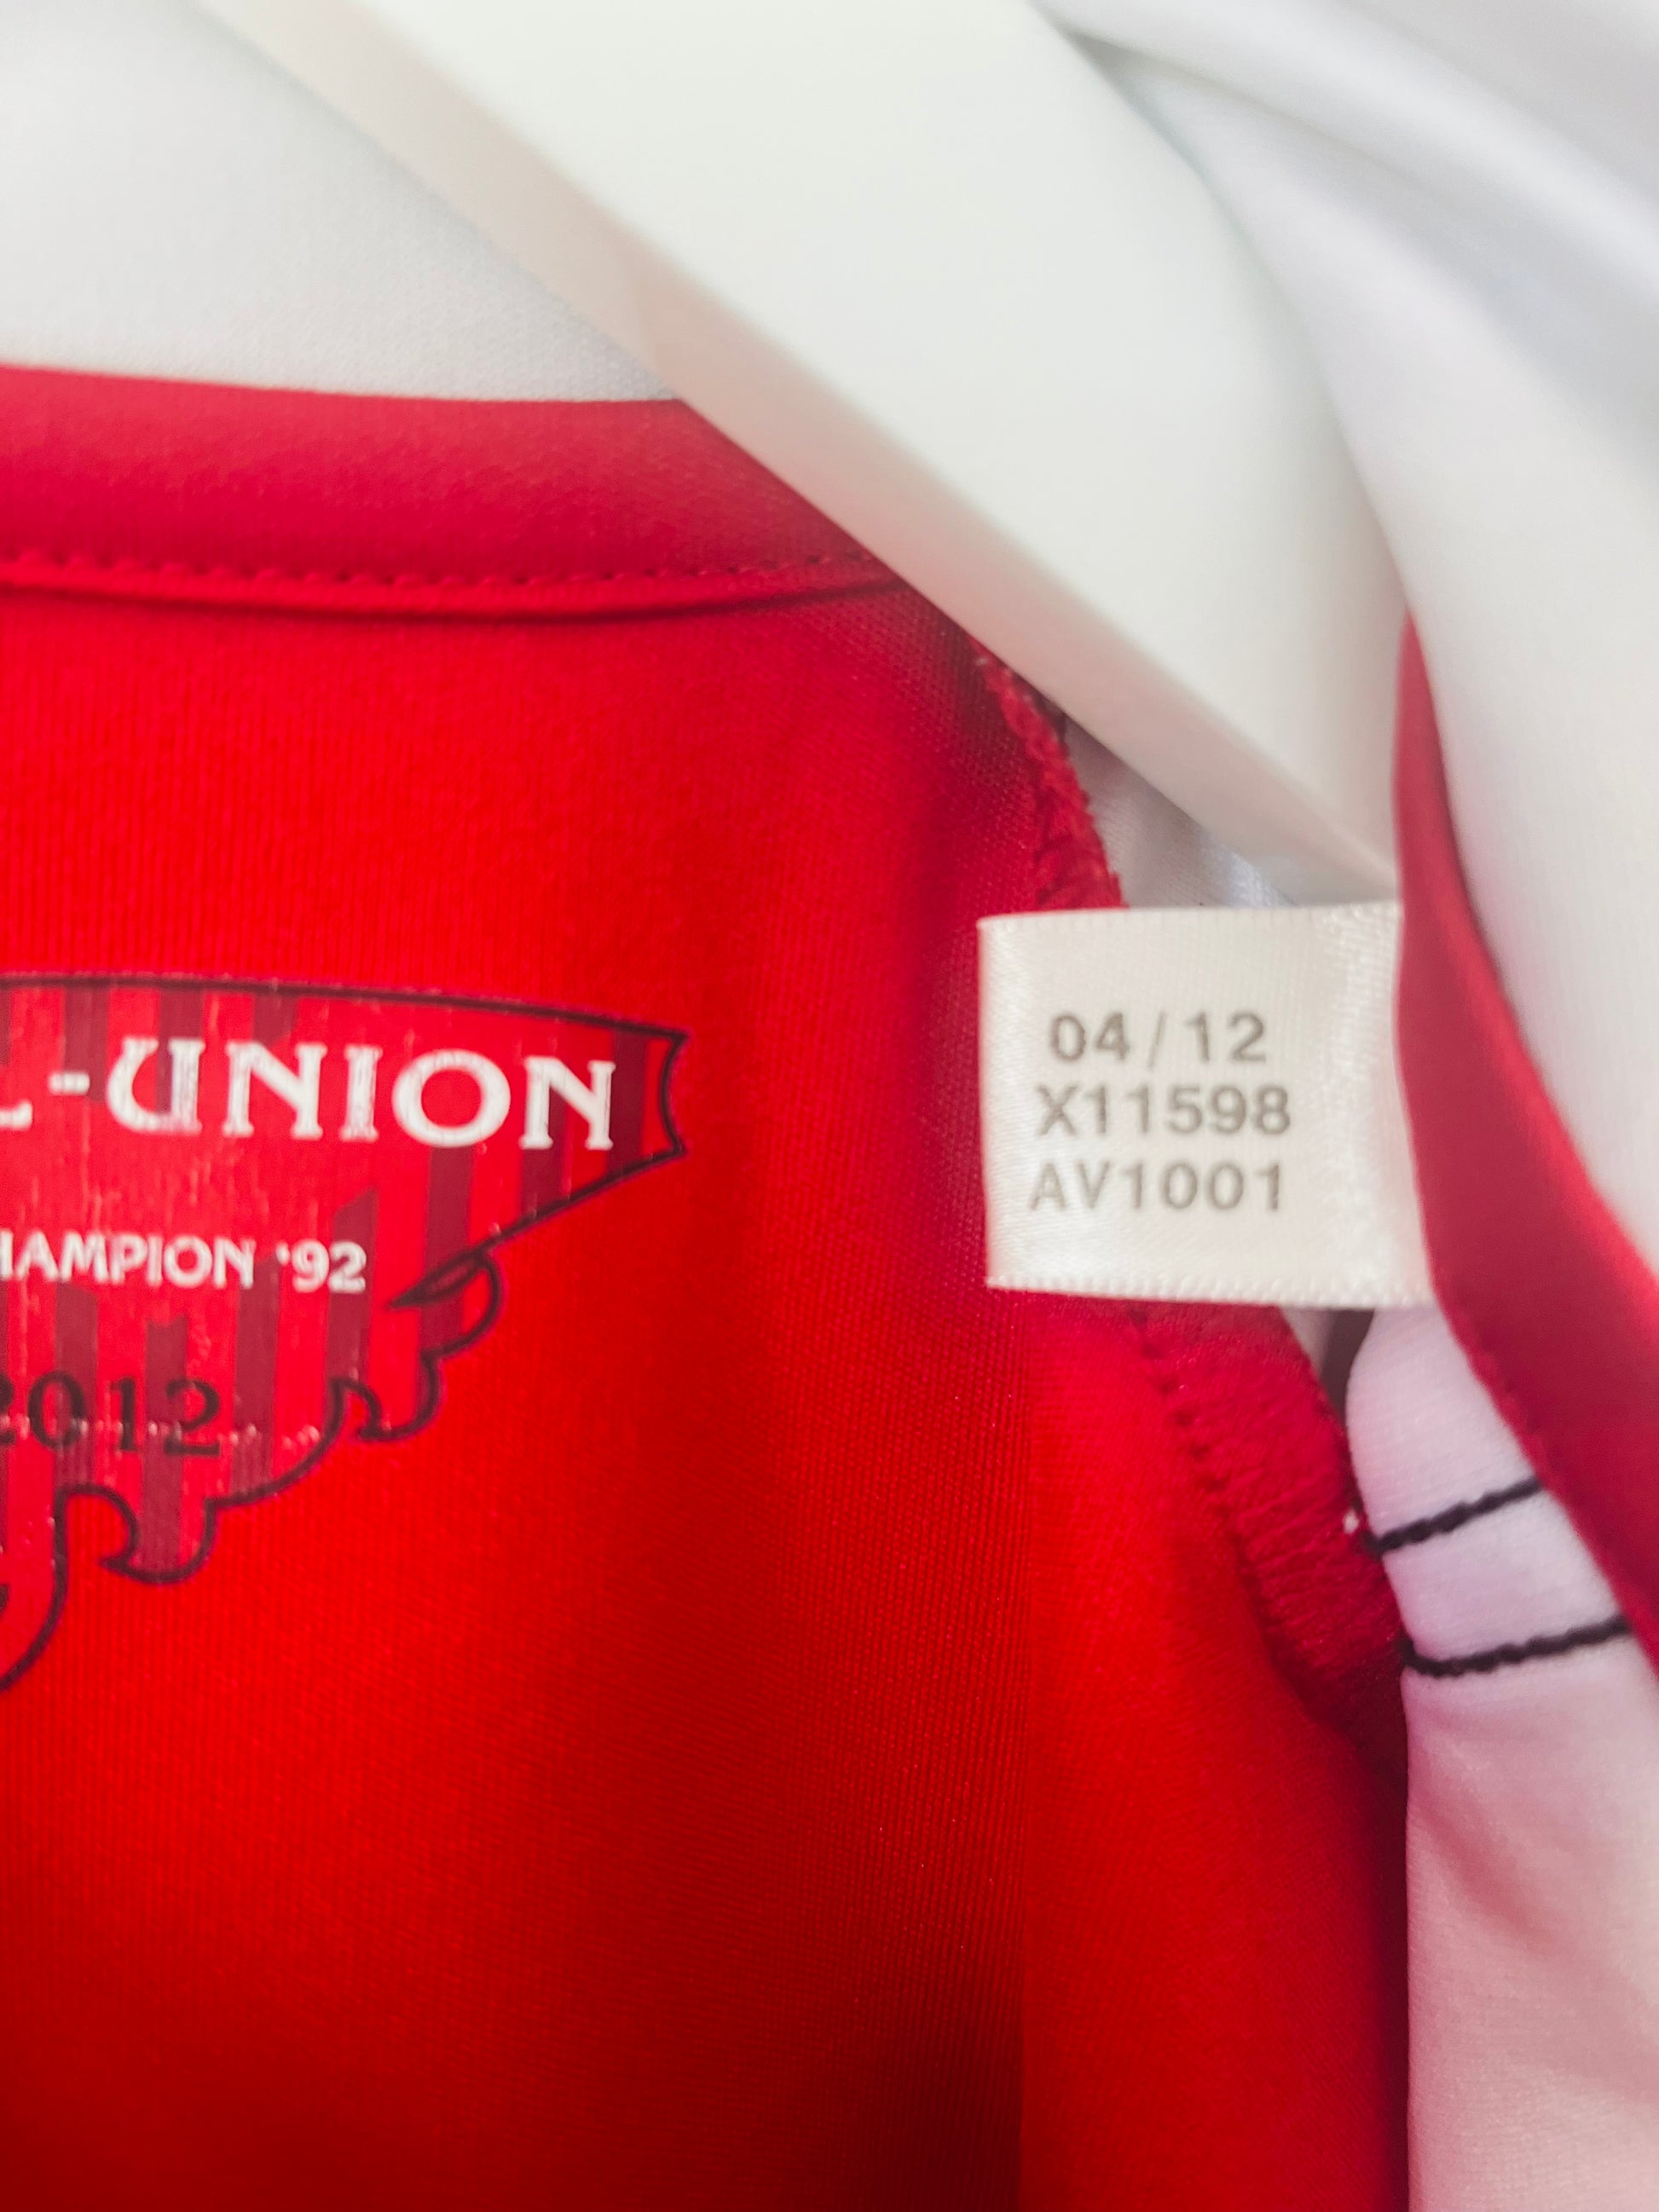 -UNION
HAMPION '92
2012
04/12
X11598
AV1001